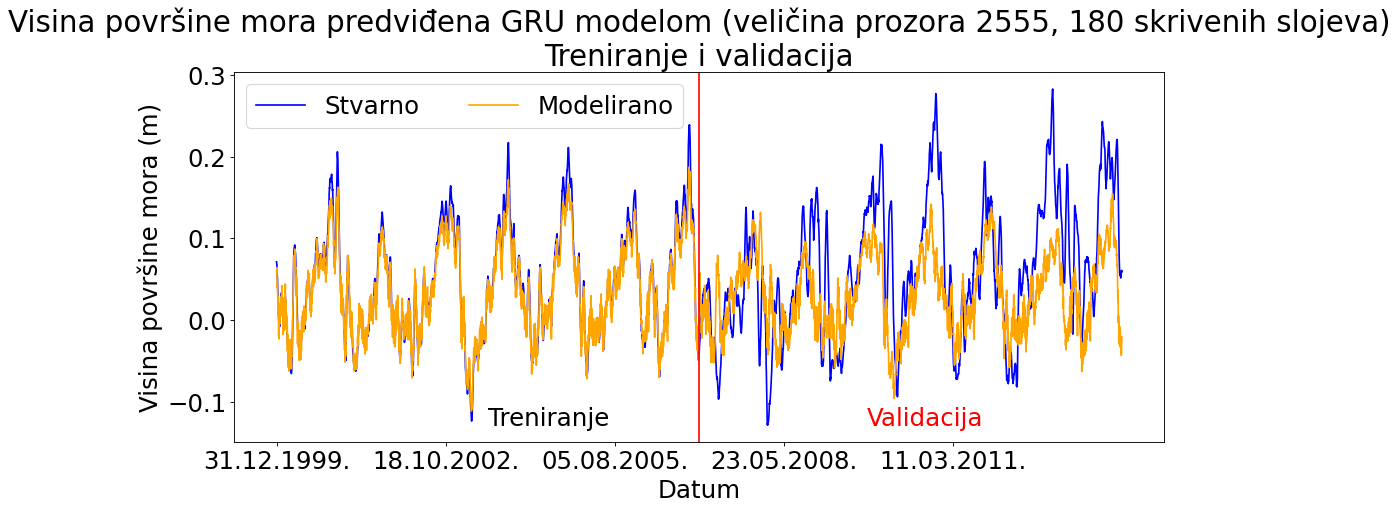 Visina površine mora predviđena GRU modelom (veličina prozora 2555, 180 skrivenih slojeva)
Treniranje i validacija
Stvarno
Modelirano
Visina površine mora (m)
0.3
0.2
0.1
0.0
−0.1
Treniranje
Validacija
31.12.1999.
18.10.2002.
05.08.2005.
23.05.2008.
11.03.2011.
Datum